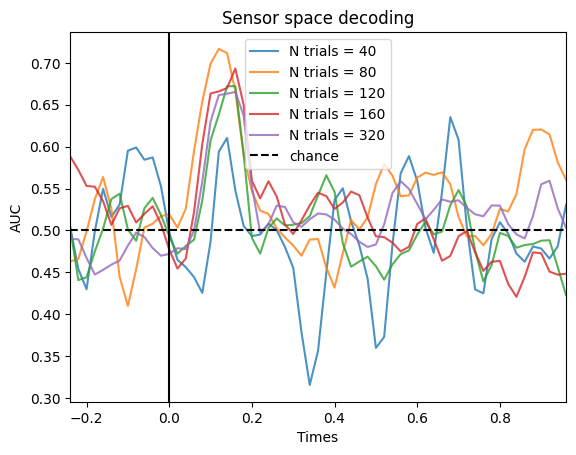 Sensor space decoding
N trials = 40
N trials = 80
N trials = 120
N trials = 160
N trials = 320
chance
AUC
0.70
0.65
0.60
0.55
0.50
0.45
0.40
0.35
0.30
−0.2 0.0 0.2 0.4 0.6 0.8
Times